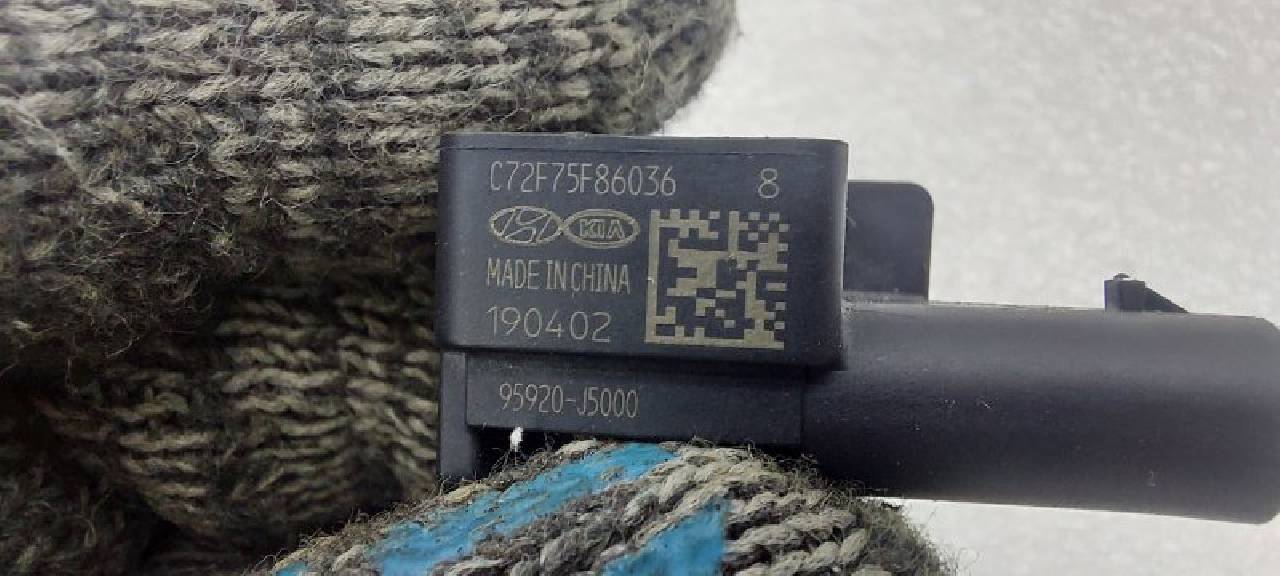 C72F75F86036 8
KIA
MADE IN CHINA
190402
95920-J5000